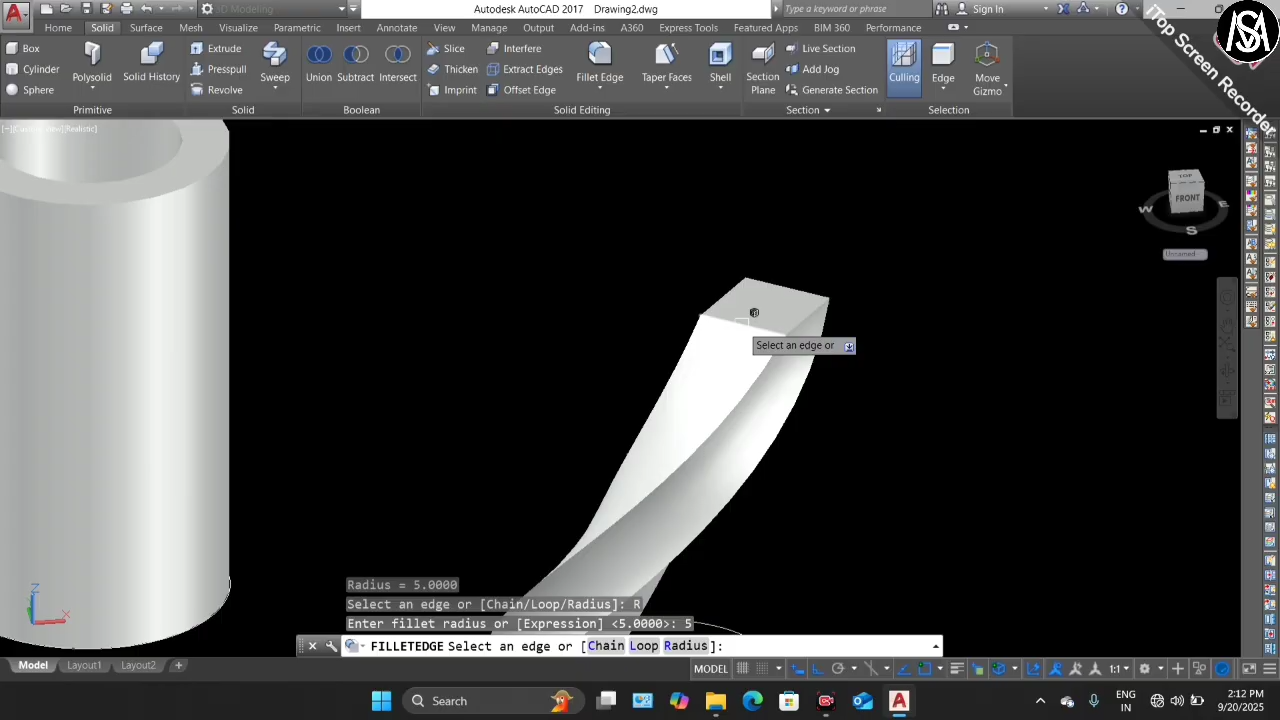 Autodesk AutoCAD 2017 Drawing2.dwg
Type a keyword or phrase
Sign In
3D Modeling
Home Solid Surface Mesh Visualize Parametric Insert Annotate View Manage Output Add-ins A360 Express Tools Featured Apps BIM 360 Performance
Box
Cylinder
Sphere
Polysolid
Solid History
Extrude
Presspull
Revolve
Sweep
Union
Subtract
Intersect
Slice
Thicken
Imprint
Interfere
Extract Edges
Offset Edge
Fillet Edge
Taper Faces
Shell
Section
Plane
Live Section
Add Jog
Generate Section
Culling
Edge
Move
Gizmo
Primitive
Solid
Boolean
Solid Editing
Section
Selection
iTop Screen Recorder
TOP
FRONT
W
E
S
Unnamed
Select an edge or
Z
X
Radius = 5.0000
Select an edge or [Chain/Loop/Radius]: R
Enter fillet radius or [Expression] <5.0000>: 5
FILLETEDGE Select an edge or [Chain Loop Radius]:
Model Layout1 Layout2 +
MODEL
1:1
Search
ENG
IN
2:12 PM
9/20/2025